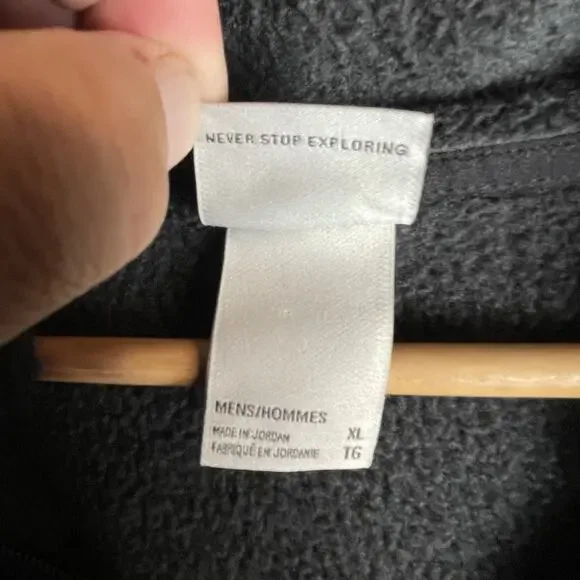 NEVER STOP EXPLORING
MENS/HOMMES
MADE IN JORDAN XL
FABRIQUÉ EN JORDANIE TG